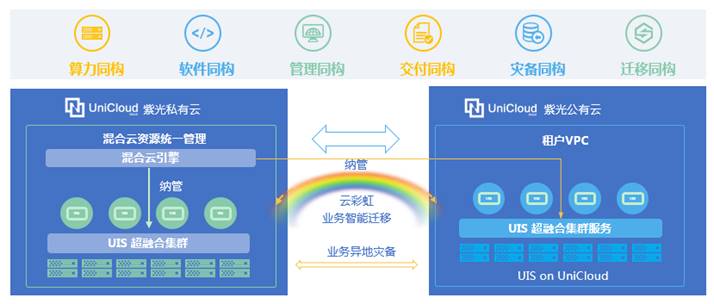 算力同构
软件同构
管理同构
交付同构
灾备同构
迁移同构
UniCloud 紫光私有云
混合云资源统一管理
混合云引擎
纳管
UIS 超融合集群
纳管
云彩虹
业务智能迁移
业务异地灾备
UniCloud 紫光公有云
租户VPC
UIS 超融合集群服务
UIS on UniCloud